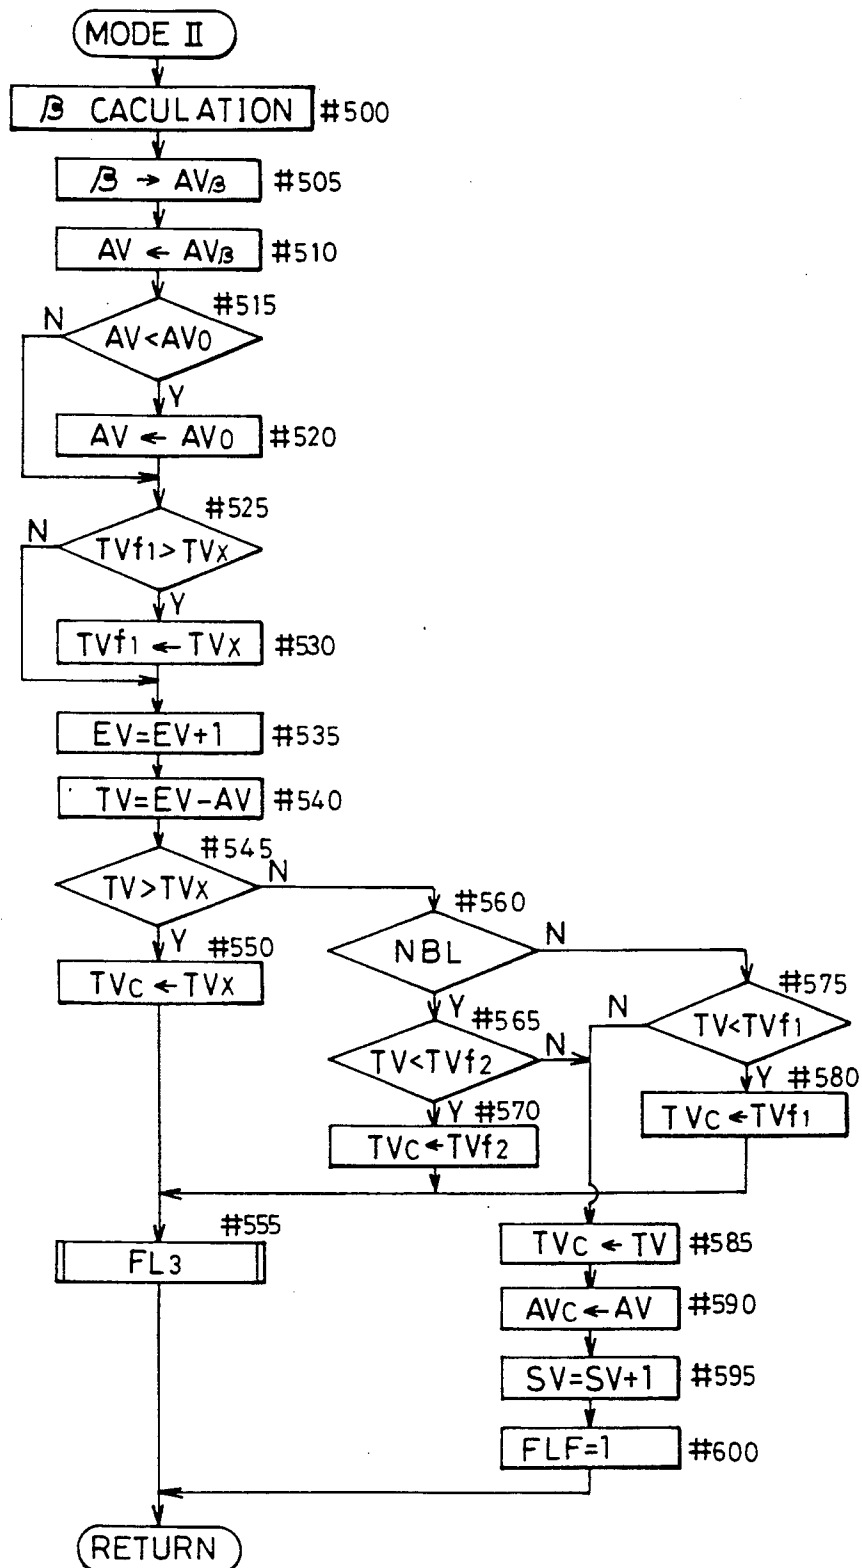 MODE II
β CACULATION #500
β → AVβ #505
AV ← AVβ #510
#515
N
AV<AV0
Y
AV ← AV0 #520
#525
N
TVf1>TVX
Y
TVf1 ← TVX #530
EV=EV+1 #535
TV=EV-AV #540
#545
TV>TVX
N
Y
#550
TVC ← TVX
#560
NBL
N
Y
#565
TV<TVf2
N
Y
#570
TVC ← TVf2
#575
N
TV<TVf1
Y
#580
TVC ← TVf1
#555
FL3
TVC ← TV #585
AVC ← AV #590
SV=SV+1 #595
FLF=1 #600
RETURN